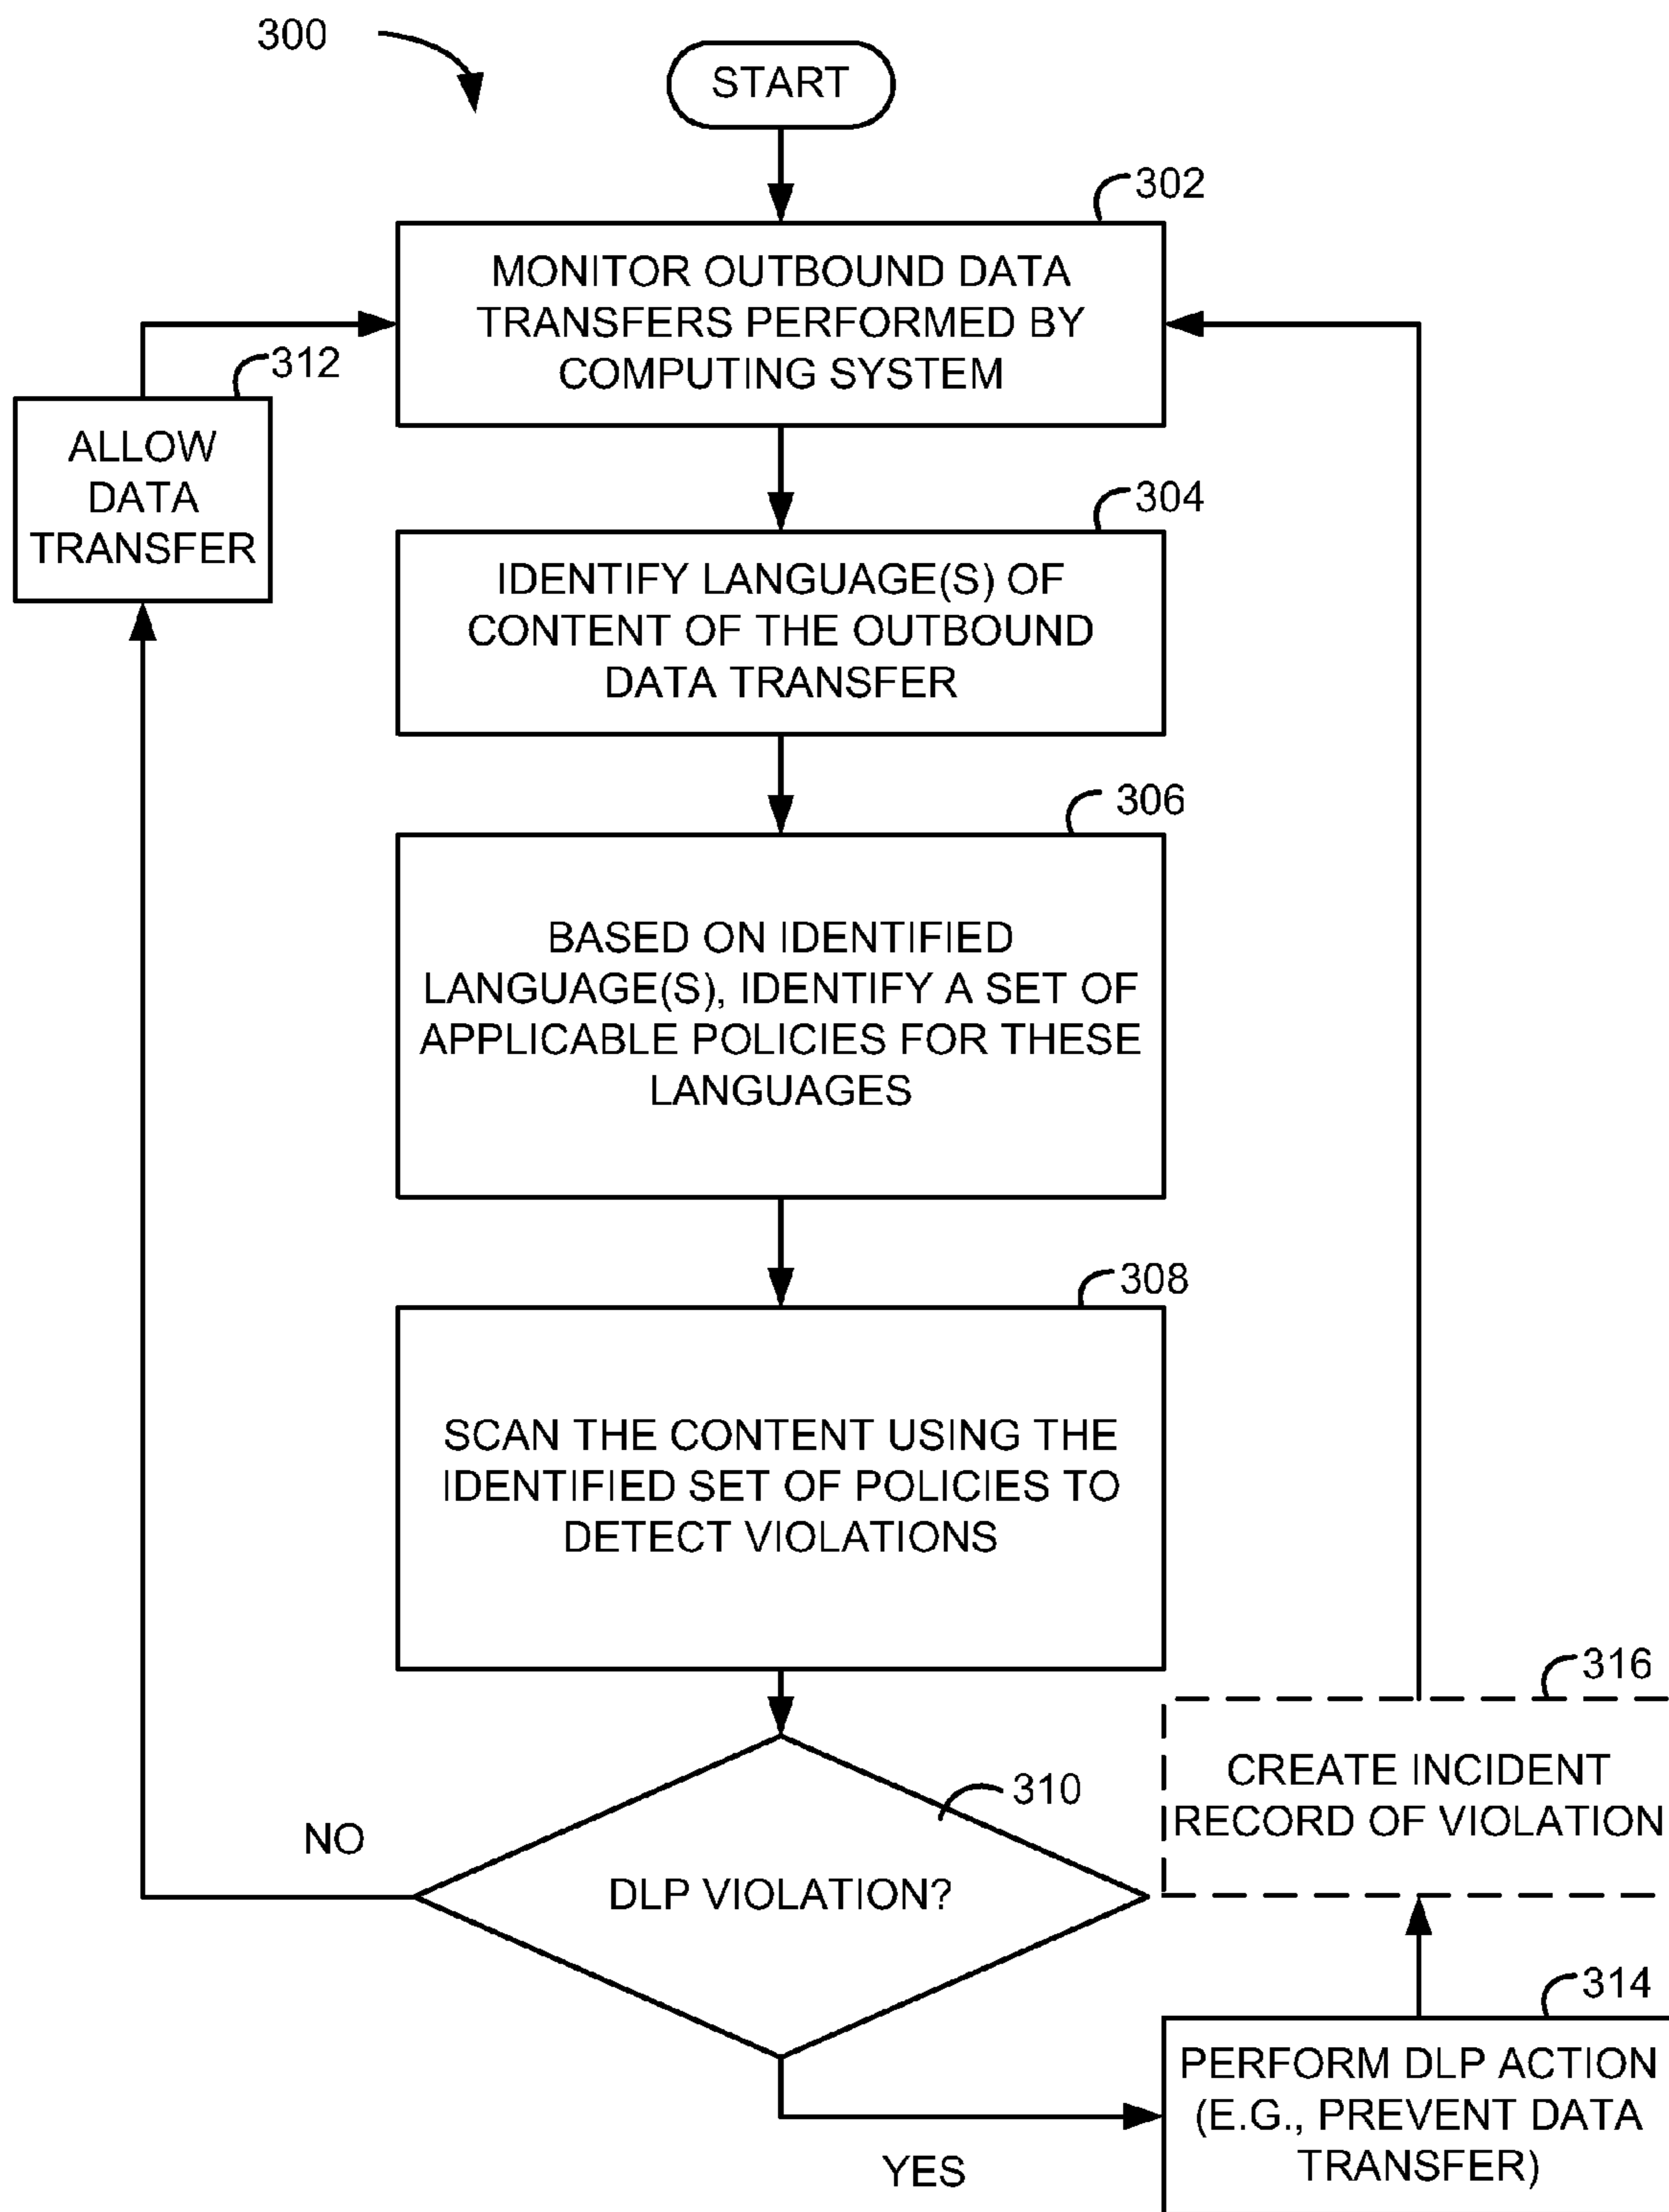 300
START
302
MONITOR OUTBOUND DATA
TRANSFERS PERFORMED BY
COMPUTING SYSTEM
312
ALLOW
DATA
TRANSFER
304
IDENTIFY LANGUAGE(S) OF
CONTENT OF THE OUTBOUND
DATA TRANSFER
306
BASED ON IDENTIFIED
LANGUAGE(S), IDENTIFY A SET OF
APPLICABLE POLICIES FOR THESE
LANGUAGES
308
SCAN THE CONTENT USING THE
IDENTIFIED SET OF POLICIES TO
DETECT VIOLATIONS
316
CREATE INCIDENT
RECORD OF VIOLATION
310
NO
DLP VIOLATION?
314
PERFORM DLP ACTION
(E.G., PREVENT DATA
TRANSFER)
YES